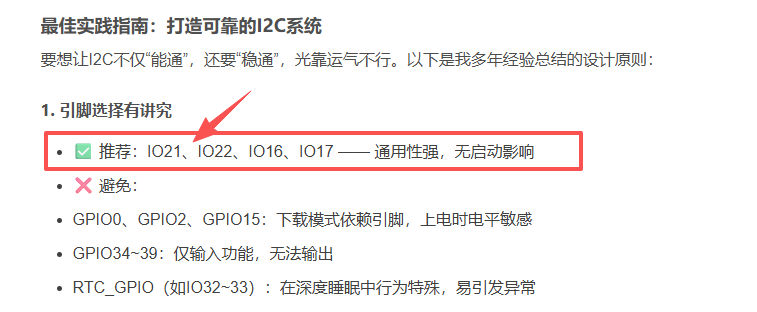 最佳实践指南：打造可靠的I2C系统
要想让I2C不仅“能通”，还要“稳通”，光靠运气不行。以下是我多年经验总结的设计原则：
1. 引脚选择有讲究
• ✅ 推荐：IO21、IO22、IO16、IO17 —— 通用性强，无启动影响
• ❌ 避免：
• GPIO0、GPIO2、GPIO15：下载模式依赖引脚，上电时电平敏感
• GPIO34~39：仅输入功能，无法输出
• RTC_GPIO（如IO32~33）：在深度睡眠中行为特殊，易引发异常